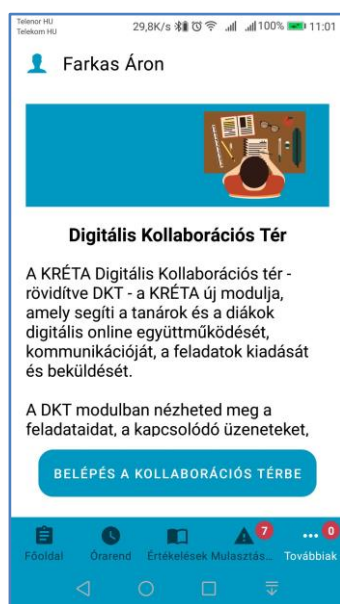 Telenor HU
Telekom HU
29,8K/s 100% 11:01
Farkas Áron
Digitális Kollaborációs Tér
A KRÉTA Digitális Kollaborációs tér -
rövidítve DKT - a KRÉTA új modulja,
amely segíti a tanárok és a diákok
digitális online együttműködését,
kommunikációját, a feladatok kiadását
és beküldését.
A DKT modulban nézheted meg a
feladataidat, a kapcsolódó üzeneteket,
BELÉPÉS A KOLLABORÁCIÓS TÉRBE
7 0
Főoldal Órarend Értékelések Mulasztás... Továbbiak